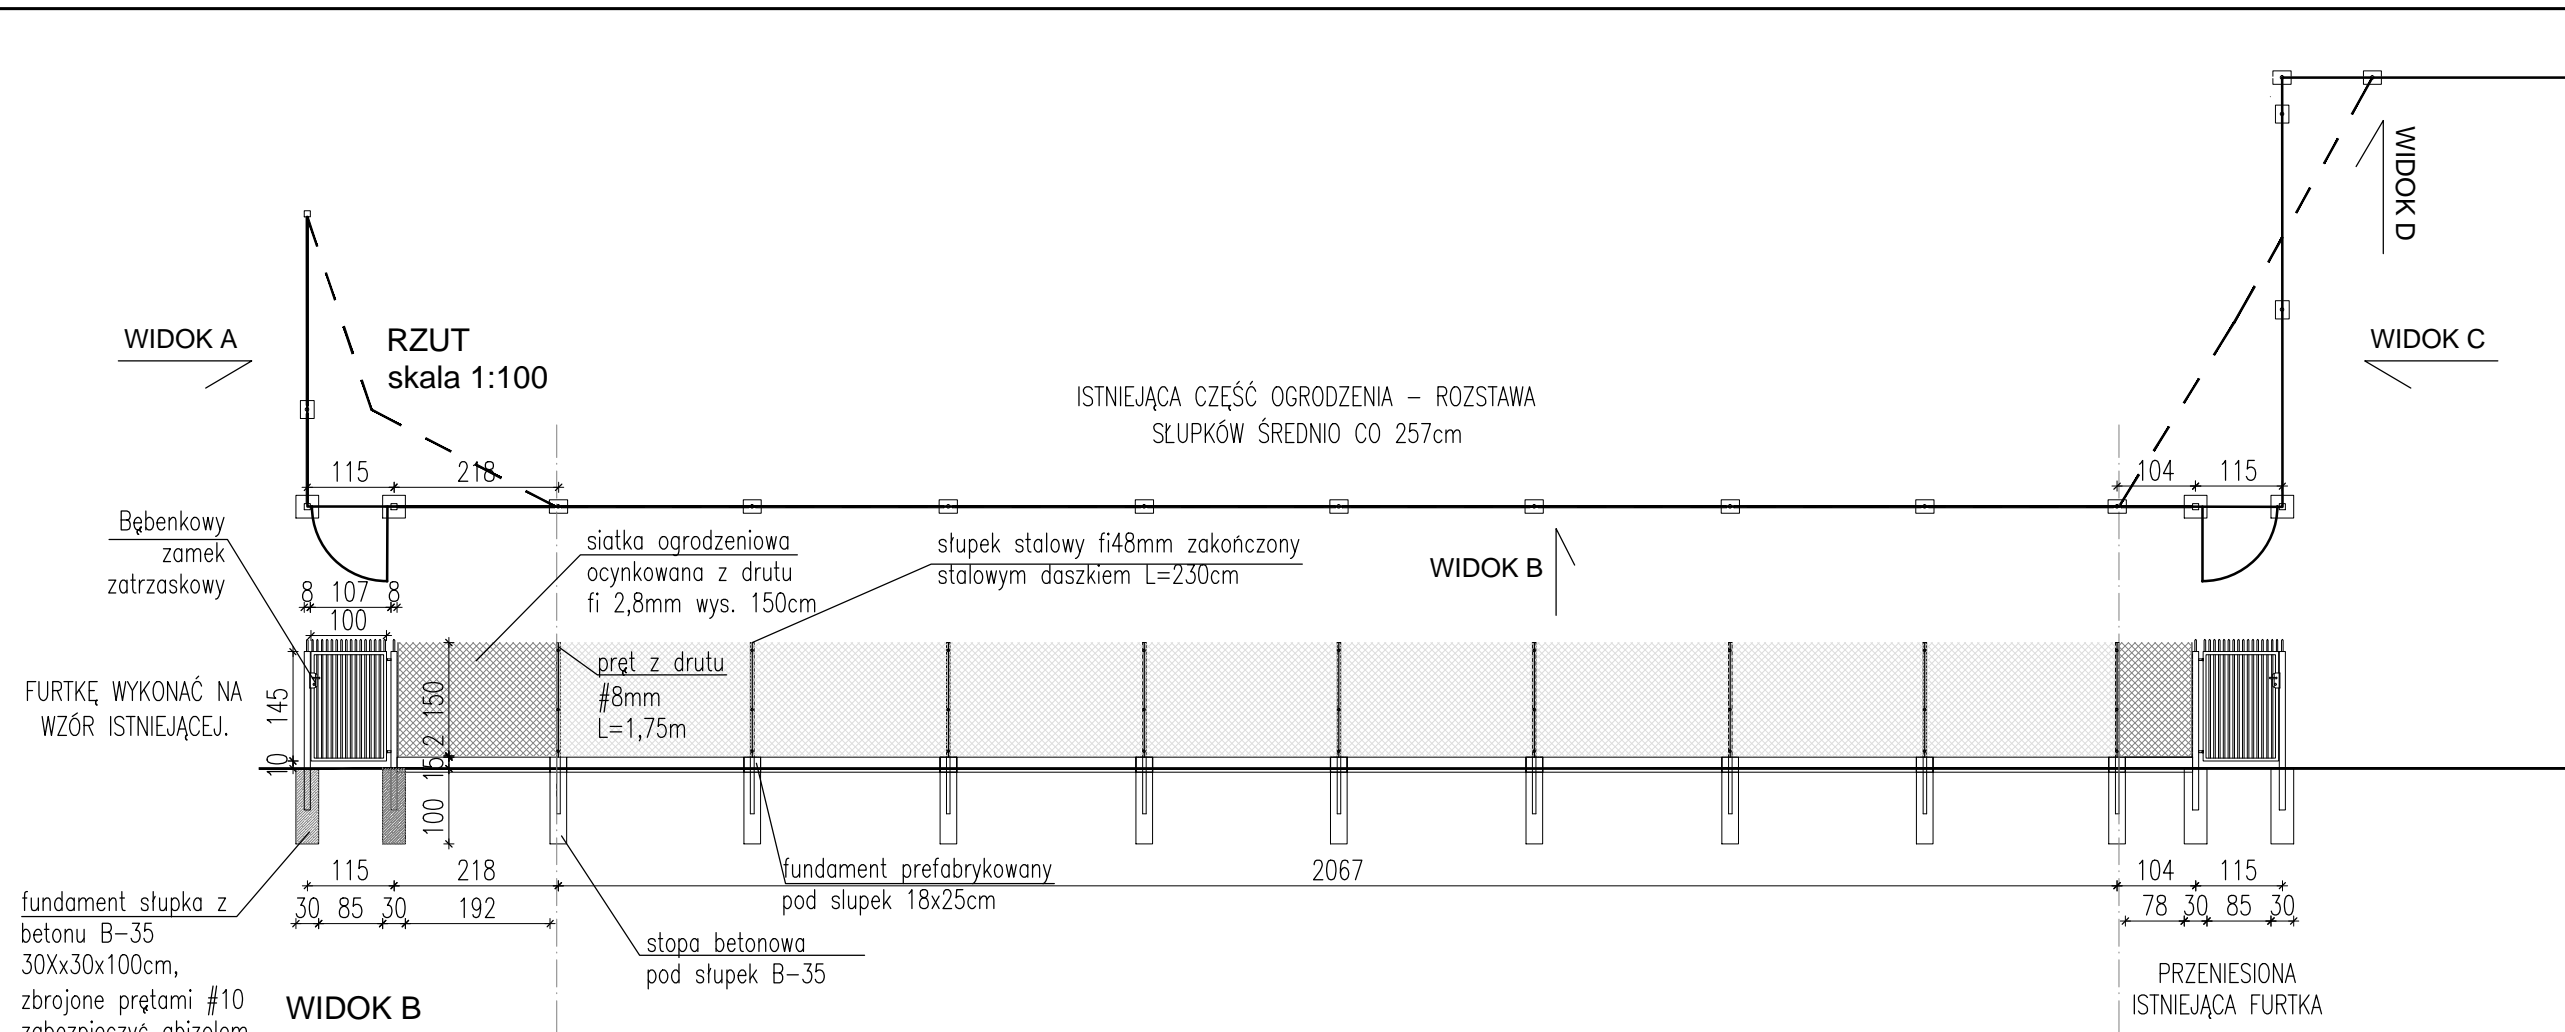 WIDOK D
WIDOK A
RZUT
skala 1:100
WIDOK C
ISTNIEJĄCA CZĘŚĆ OGRODZENIA – ROZSTAWA
SŁUPKÓW ŚREDNIO CO 257cm
115
218
104
115
Bębenkowy
zamek
zatrzaskowy
siatka ogrodzeniowa
ocynkowana z drutu
fi 2,8mm wys. 150cm
słupek stalowy fi48mm zakończony
stalowym daszkiem L=230cm
WIDOK B
8
107
8
100
FURTKĘ WYKONAĆ NA
WZÓR ISTNIEJĄCEJ.
145
10
150
2
15
100
pręt z drutu
#8mm
L=1,75m
115
218
2067
104
115
30
85
30
192
78
30
85
30
fundament prefabrykowany
pod slupek 18x25cm
fundament słupka z
betonu B–35
30Xx30x100cm,
zbrojone prętami #10
zabezpieczyć abizolem
stopa betonowa
pod słupek B–35
WIDOK B
PRZENIESIONA
ISTNIEJĄCA FURTKA